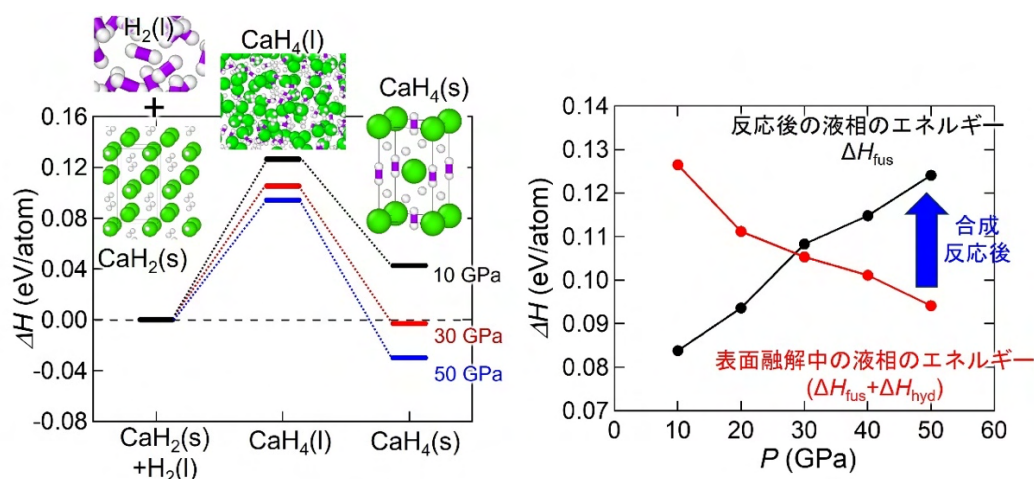 H₂(l)
+
CaH₂(s)
CaH₄(l)
CaH₄(s)
ΔH (eV/atom)
0.16
0.12
0.08
0.04
0.00
-0.04
-0.08
10 GPa
30 GPa
50 GPa
CaH₂(s)
+H₂(l)
CaH₄(l)
CaH₄(s)
ΔH (eV/atom)
0.14
0.13
0.12
0.11
0.10
0.09
0.08
0.07
反応後の液相のエネルギー
ΔHfus
合成
反応後
表面融解中の液相のエネルギー
(ΔHfus+ΔHhyd)
0 10 20 30 40 50 60
P (GPa)